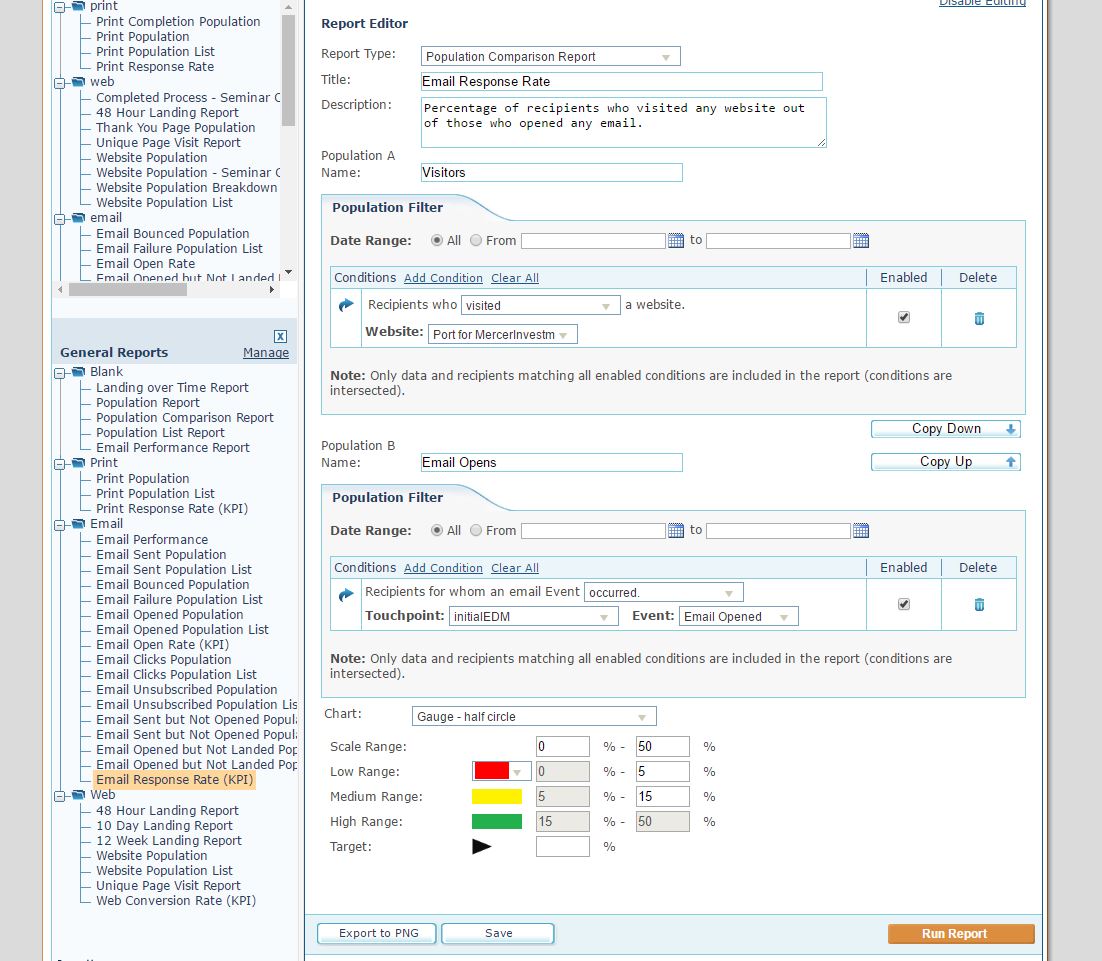 print
Print Completion Population
Print Population
Print Population List
Print Response Rate
web
Completed Process - Seminar
48 Hour Landing Report
Thank You Page Population
Unique Page Visit Report
Website Population
Website Population - Seminar
Website Population Breakdown
Website Population List
email
Email Bounced Population
Email Failure Population List
Email Open Rate
Email Opened but Not Landed
X
General Reports Manage
Blank
Landing over Time Report
Population Report
Population Comparison Report
Population List Report
Email Performance Report
Print
Print Population
Print Population List
Print Response Rate (KPI)
Email
Email Performance
Email Sent Population
Email Sent Population List
Email Bounced Population
Email Failure Population List
Email Opened Population
Email Opened Population List
Email Open Rate (KPI)
Email Clicks Population
Email Clicks Population List
Email Unsubscribed Population
Email Unsubscribed Population Lis
Email Sent but Not Opened Popul
Email Sent but Not Opened Popul
Email Opened but Not Landed Pop
Email Opened but Not Landed Pop
Email Response Rate (KPI)
Web
48 Hour Landing Report
10 Day Landing Report
12 Week Landing Report
Website Population
Website Population List
Unique Page Visit Report
Web Conversion Rate (KPI)
Disable Editing
Report Editor
Report Type: Population Comparison Report
Title: Email Response Rate
Description: Percentage of recipients who visited any website out
of those who opened any email.
Population A
Name: Visitors
Population Filter
Date Range: All From to
Conditions Add Condition Clear All Enabled Delete
Recipients who visited a website.
Website: Port for MercerInvestm
Note: Only data and recipients matching all enabled conditions are included in the report (conditions are
intersected).
Copy Down
Population B
Name: Email Opens Copy Up
Population Filter
Date Range: All From to
Conditions Add Condition Clear All Enabled Delete
Recipients for whom an email Event occurred.
Touchpoint: initialEDM Event: Email Opened
Note: Only data and recipients matching all enabled conditions are included in the report (conditions are
intersected).
Chart: Gauge - half circle
Scale Range: 0 % - 50 %
Low Range: 0 % - 5 %
Medium Range: 5 % - 15 %
High Range: 15 % - 50 %
Target: %
Export to PNG Save Run Report